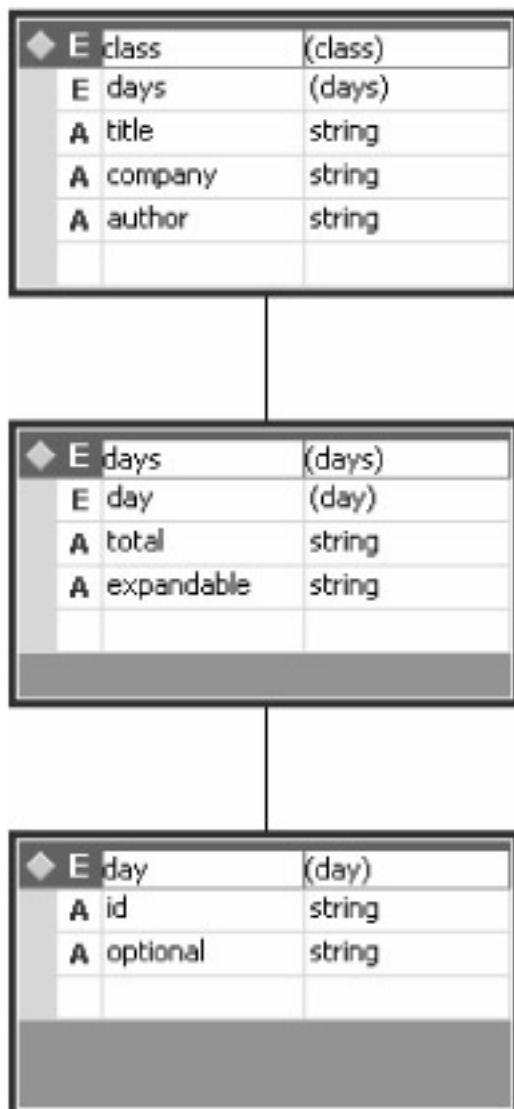 E class (class)
E days (days)
A title string
A company string
A author string
E days (days)
E day (day)
A total string
A expandable string
E day (day)
A id string
A optional string